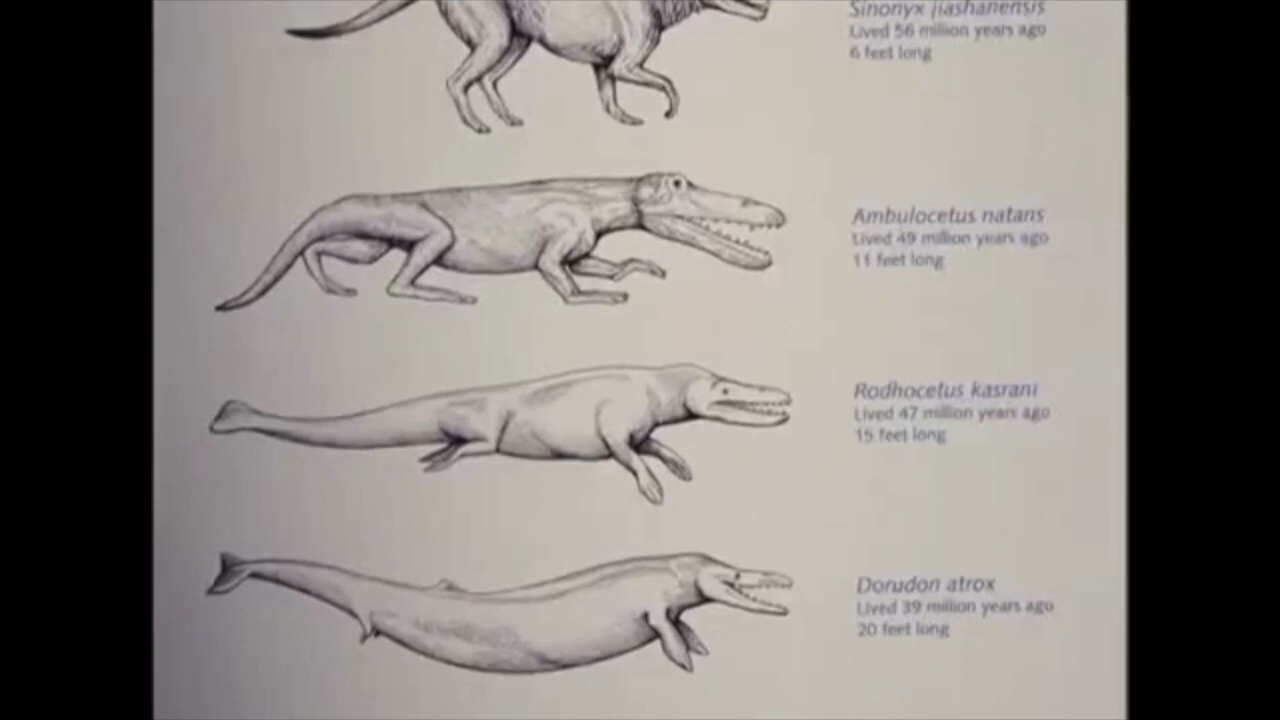 Sinonyx jiashanensis
Lived 56 million years ago
6 feet long
Ambulocetus natans
Lived 49 million years ago
11 feet long
Rodhocetus kasrani
Lived 47 million years ago
15 feet long
Dorudon atrox
Lived 39 million years ago
20 feet long